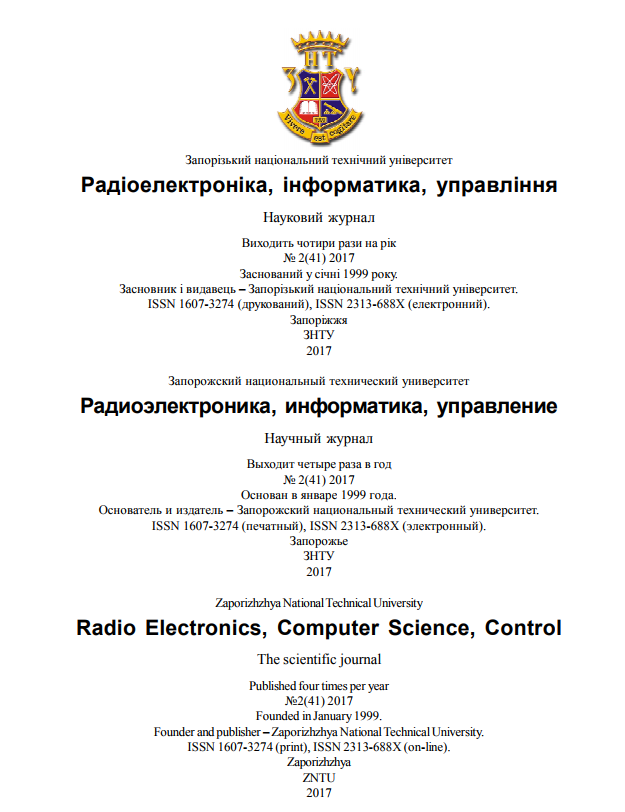 ЗНТУ
Vivere est cogitare
Запорізький національний технічний університет
Радіоелектроніка, інформатика, управління
Науковий журнал
Виходить чотири рази на рік
№ 2(41) 2017
Заснований у січні 1999 року.
Засновник і видавець – Запорізький національний технічний університет.
ISSN 1607-3274 (друкований), ISSN 2313-688X (електронний).
Запоріжжя
ЗНТУ
2017
Запорожский национальный технический университет
Радиоэлектроника, информатика, управление
Научный журнал
Выходит четыре раза в год
№ 2(41) 2017
Основан в январе 1999 года.
Основатель и издатель – Запорожский национальный технический университет.
ISSN 1607-3274 (печатный), ISSN 2313-688X (электронный).
Запорожье
ЗНТУ
2017
Zaporizhzhya National Technical University
Radio Electronics, Computer Science, Control
The scientific journal
Published four times per year
№2(41) 2017
Founded in January 1999.
Founder and publisher – Zaporizhzhya National Technical University.
ISSN 1607-3274 (print), ISSN 2313-688X (on-line).
Zaporizhzhya
ZNTU
2017